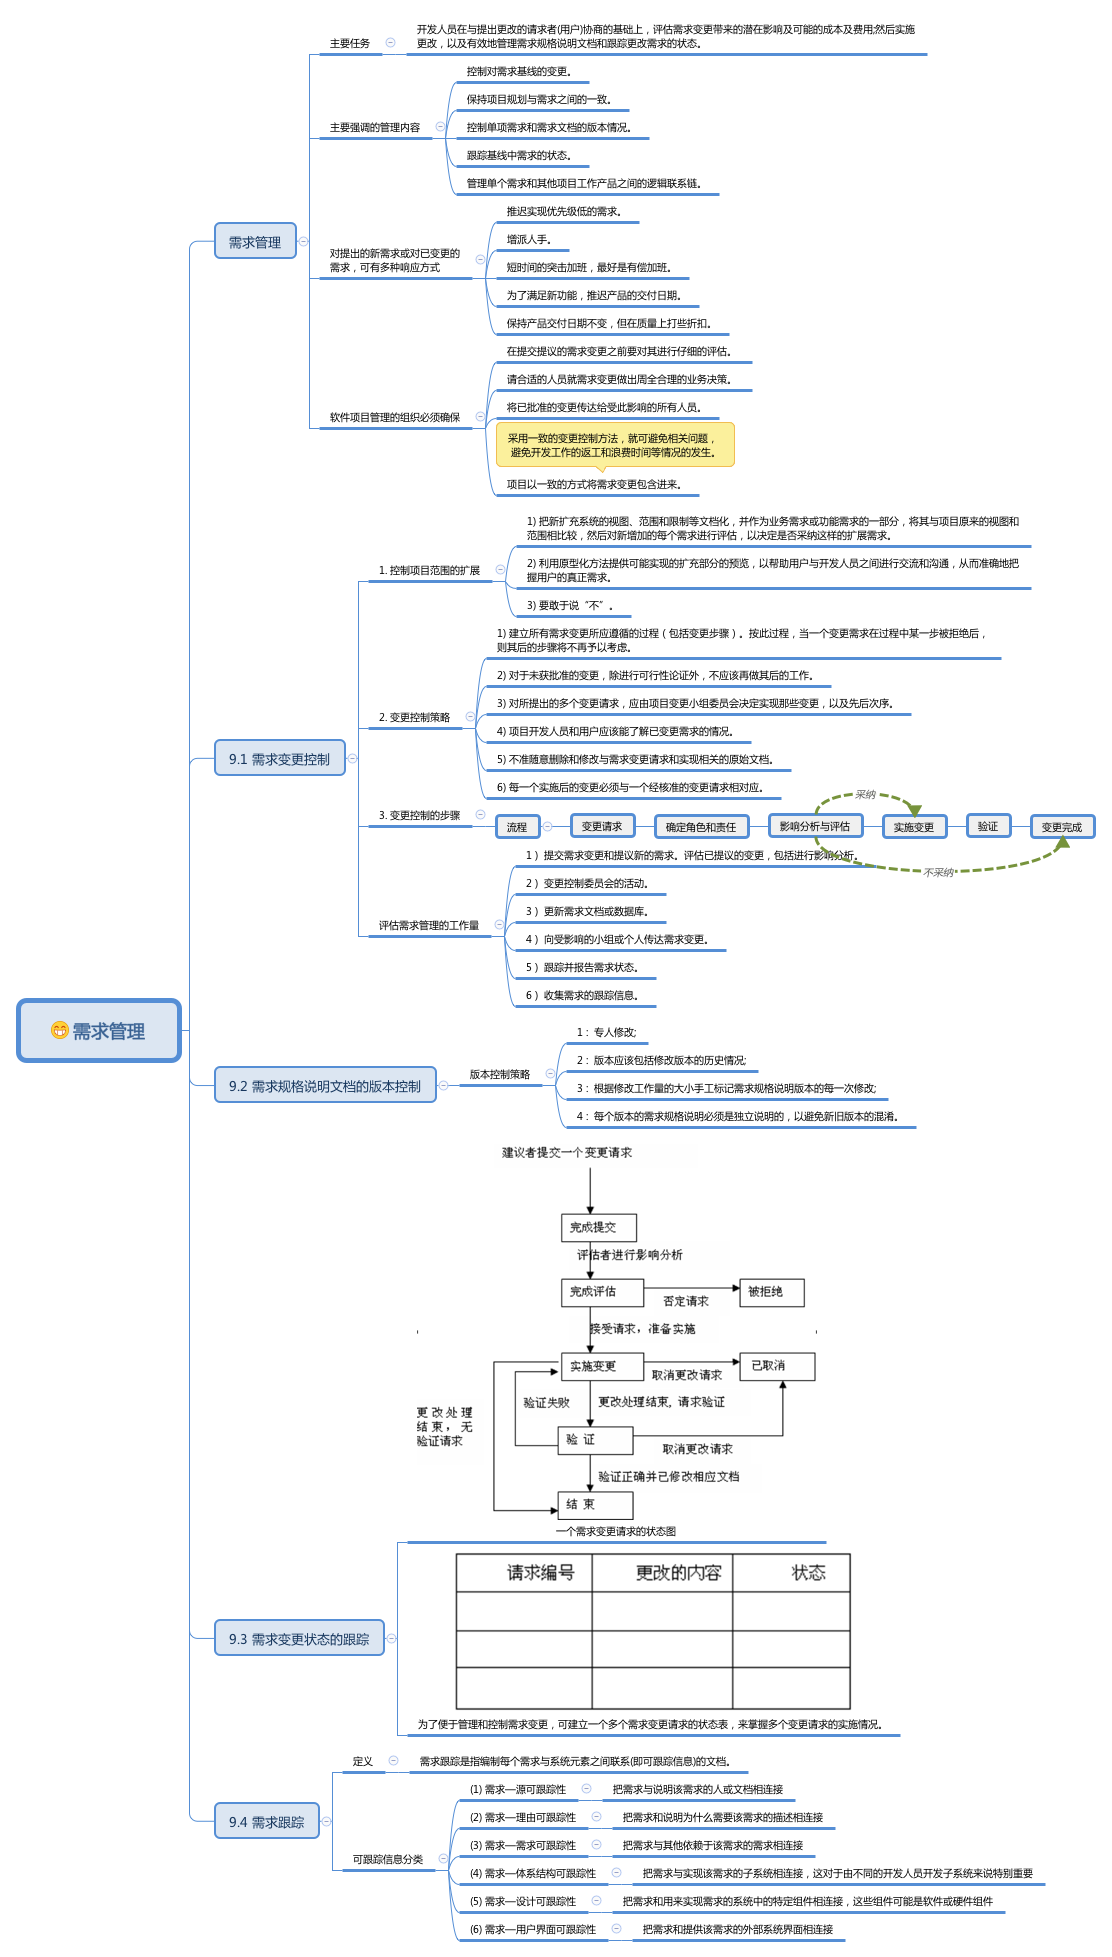 需求管理
需求管理
主要任务
开发人员在与提出更改的请求者(用户)协商的基础上，评估需求变更带来的潜在影响及可能的成本及费用;然后实施
更改，以及有效地管理需求规格说明文档和跟踪更改需求的状态。
主要强调的管理内容
控制对需求基线的变更。
保持项目规划与需求之间的一致。
控制单项需求和需求文档的版本情况。
跟踪基线中需求的状态。
管理单个需求和其他项目工作产品之间的逻辑联系链。
对提出的新需求或对已变更的
需求，可有多种响应方式
推迟实现优先级低的需求。
增派人手。
短时间的突击加班，最好是有偿加班。
为了满足新功能，推迟产品的交付日期。
保持产品交付日期不变，但在质量上打些折扣。
软件项目管理的组织必须确保
在提交提议的需求变更之前要对其进行仔细的评估。
请合适的人员就需求变更做出周全合理的业务决策。
将已批准的变更传达给受此影响的所有人员。
采用一致的变更控制方法，就可避免相关问题，
避免开发工作的返工和浪费时间等情况的发生。
项目以一致的方式将需求变更包含进来。
9.1 需求变更控制
1. 控制项目范围的扩展
1) 把新扩充系统的视图、范围和限制等文档化，并作为业务需求或功能需求的一部分，将其与项目原来的视图和
范围相比较，然后对新增加的每个需求进行评估，以决定是否采纳这样的扩展需求。
2) 利用原型化方法提供可能实现的扩充部分的预览，以帮助用户与开发人员之间进行交流和沟通，从而准确地把
握用户的真正需求。
3) 要敢于说“不”。
2. 变更控制策略
1) 建立所有需求变更所应遵循的过程（包括变更步骤）。按此过程，当一个变更需求在过程中某一步被拒绝后，
则其后的步骤将不再予以考虑。
2) 对于未获批准的变更，除进行可行性论证外，不应该再做其后的工作。
3) 对所提出的多个变更请求，应由项目变更小组委员会决定实现那些变更，以及先后次序。
4) 项目开发人员和用户应该能了解已变更需求的情况。
5) 不准随意删除和修改与需求变更请求和实现相关的原始文档。
6) 每一个实施后的变更必须与一个经核准的变更请求相对应。
3. 变更控制的步骤
流程
变更请求
确定角色和责任
影响分析与评估
采纳
实施变更
验证
变更完成
不采纳
评估需求管理的工作量
1）提交需求变更和提议新的需求。评估已提议的变更，包括进行影响分析。
2）变更控制委员会的活动。
3）更新需求文档或数据库。
4）向受影响的小组或个人传达需求变更。
5）跟踪并报告需求状态。
6）收集需求的跟踪信息。
9.2 需求规格说明文档的版本控制
版本控制策略
1：专人修改;
2：版本应该包括修改版本的历史情况;
3：根据修改工作量的大小手工标记需求规格说明版本的每一次修改;
4：每个版本的需求规格说明必须是独立说明的，以避免新旧版本的混淆。
9.3 需求变更状态的跟踪
建议者提交一个变更请求
完成提交
评估者进行影响分析
完成评估
否定请求
被拒绝
接受请求，准备实施
实施变更
取消更改请求
已取消
验证失败
更改处理结束，请求验证
更改处理
结束，无
验证请求
验 证
取消更改请求
验证正确并已修改相应文档
结 束
一个需求变更请求的状态图
请求编号 更改的内容 状态
为了便于管理和控制需求变更，可建立一个多个需求变更请求的状态表，来掌握多个变更请求的实施情况。
9.4 需求跟踪
定义
需求跟踪是指编制每个需求与系统元素之间联系(即可跟踪信息)的文档。
可跟踪信息分类
(1) 需求—源可跟踪性
把需求与说明该需求的人或文档相连接
(2) 需求—理由可跟踪性
把需求和说明为什么需要该需求的描述相连接
(3) 需求—需求可跟踪性
把需求与其他依赖于该需求的需求相连接
(4) 需求—体系结构可跟踪性
把需求与实现该需求的子系统相连接，这对于由不同的开发人员开发子系统来说特别重要
(5) 需求—设计可跟踪性
把需求和用来实现需求的系统中的特定组件相连接，这些组件可能是软件或硬件组件
(6) 需求—用户界面可跟踪性
把需求和提供该需求的外部系统界面相连接